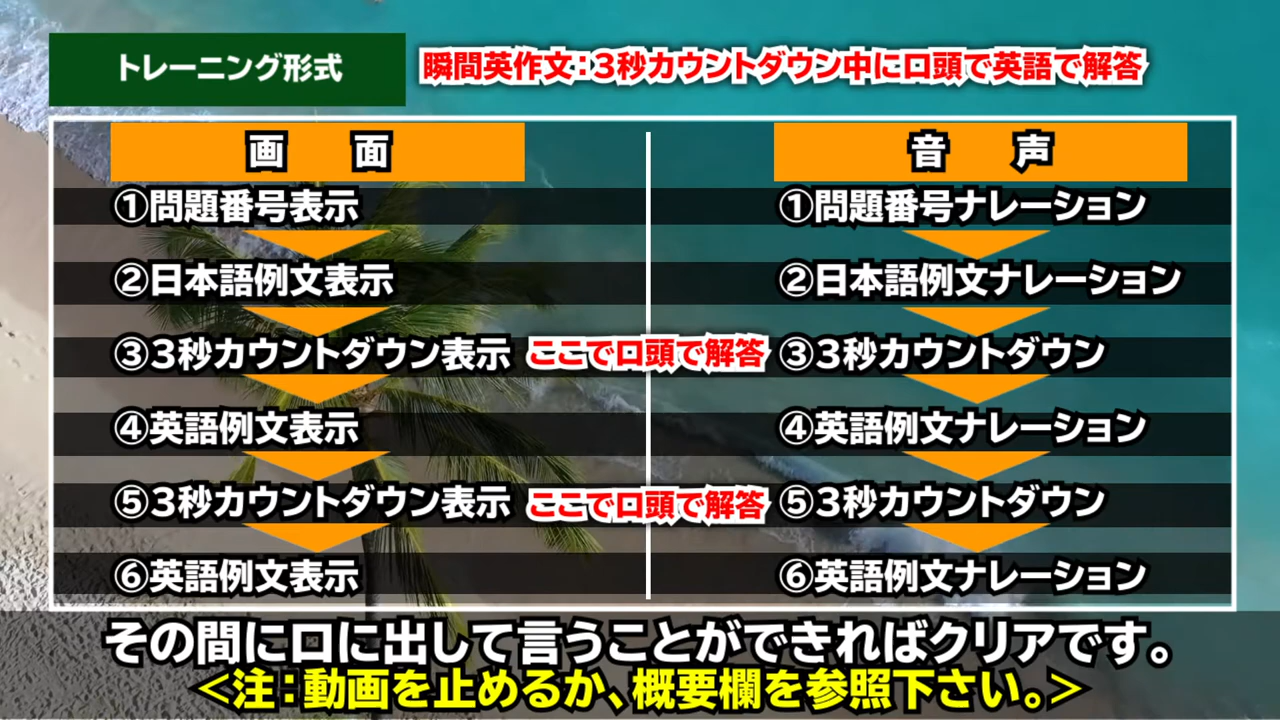 トレーニング形式
瞬間英作文：3秒カウントダウン中に口頭で英語で解答
画　面
音　声
①問題番号表示
①問題番号ナレーション
②日本語例文表示
②日本語例文ナレーション
③3秒カウントダウン表示
ここで口頭で解答
③3秒カウントダウン
④英語例文表示
④英語例文ナレーション
⑤3秒カウントダウン表示
ここで口頭で解答
⑤3秒カウントダウン
⑥英語例文表示
⑥英語例文ナレーション
その間に口に出して言うことができればクリアです。
＜注：動画を止めるか、概要欄を参照下さい。＞